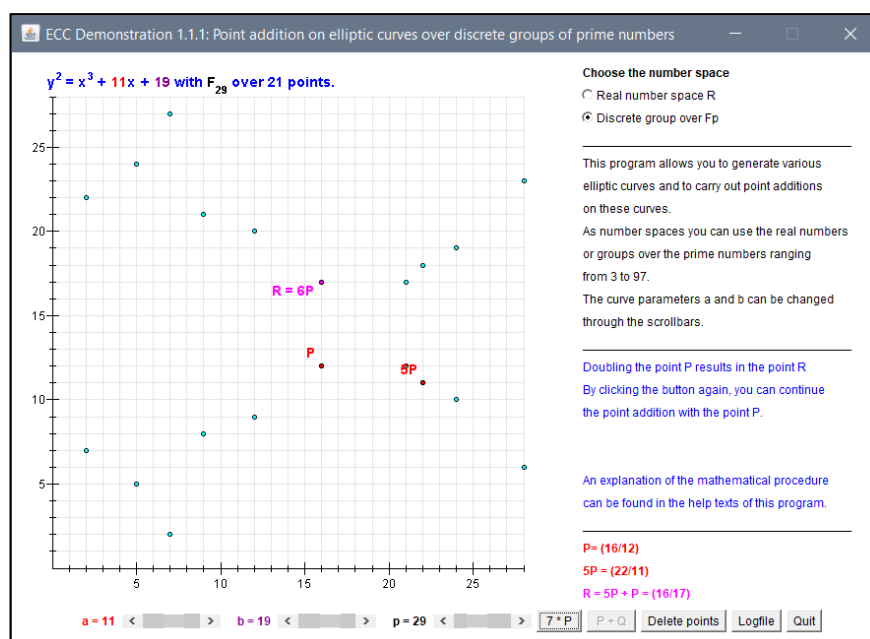 ECC Demonstration 1.1.1: Point addition on elliptic curves over discrete groups of prime numbers
y² = x³ + 11x + 19 with F₂₉ over 21 points.
25
20
15
10
5
5
10
15
20
25
R = 6P
P
5P
Choose the number space
Real number space R
Discrete group over Fp
This program allows you to generate various
elliptic curves and to carry out point additions
on these curves.
As number spaces you can use the real numbers
or groups over the prime numbers ranging
from 3 to 97.
The curve parameters a and b can be changed
through the scrollbars.
Doubling the point P results in the point R
By clicking the button again, you can continue
the point addition with the point P.
An explanation of the mathematical procedure
can be found in the help texts of this program.
P= (16/12)
5P = (22/11)
R = 5P + P = (16/17)
a = 11 < > b = 19 < > p = 29 < > 7 * P P + Q Delete points Logfile Quit